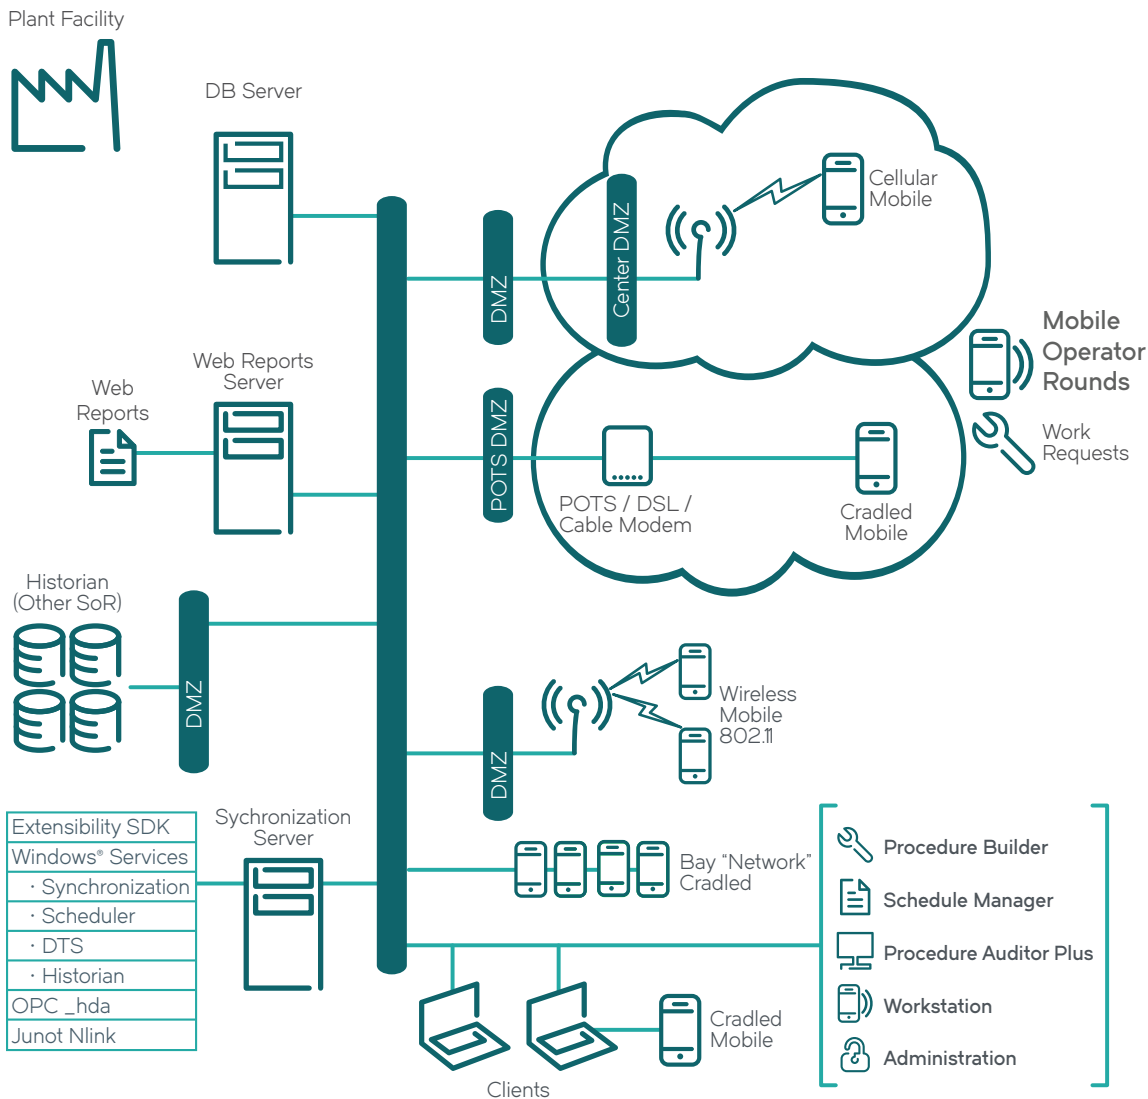 Plant Facility
DB Server
Cellular
Mobile
Center DMZ
DMZ
Mobile
Operator
Rounds
Work
Requests
Web Reports
Server
Web
Reports
POTS DMZ
POTS / DSL /
Cable Modem
Cradled
Mobile
Historian
(Other SoR)
DMZ
DMZ
Wireless
Mobile
802.11
Sychronization
Server
Extensibility SDK
Windows® Services
· Synchronization
· Scheduler
· DTS
· Historian
OPC _hda
Junot Nlink
Bay “Network”
Cradled
Clients
Cradled
Mobile
Procedure Builder
Schedule Manager
Procedure Auditor Plus
Workstation
Administration